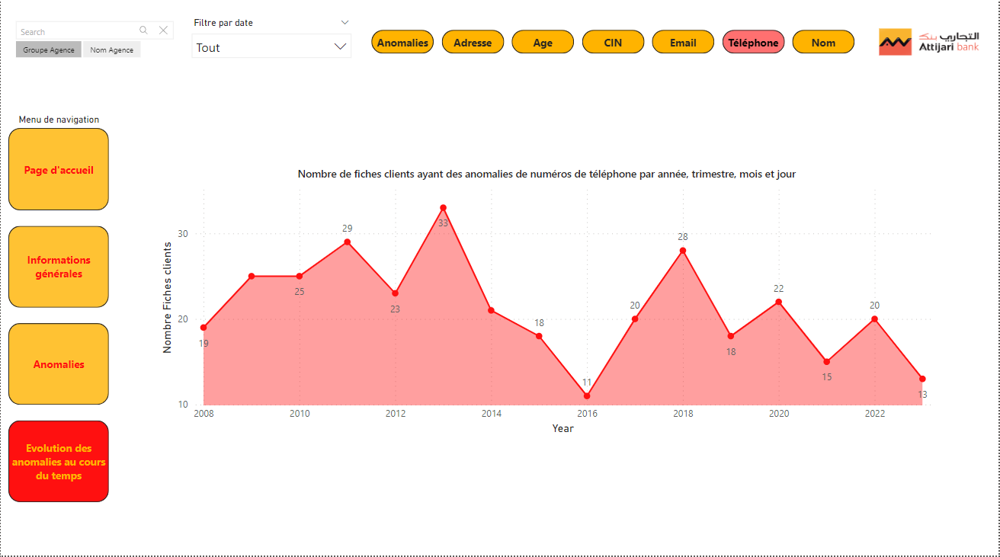 Search
Groupe Agence
Nom Agence
Filtre par date
Tout
Anomalies
Adresse
Age
CIN
Email
Téléphone
Nom
التجاري بنك
Attijari bank
Menu de navigation
Page d'accueil
Informations
générales
Anomalies
Evolution des
anomalies au cours
du temps
Nombre de fiches clients ayant des anomalies de numéros de téléphone par année, trimestre, mois et jour
Nombre Fiches clients
30
20
10
19
25
29
23
33
18
11
20
28
18
22
15
20
13
2008
2010
2012
2014
2016
2018
2020
2022
Year